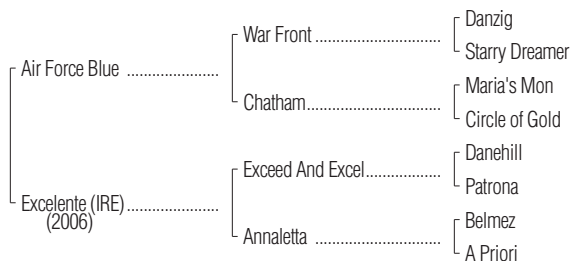 Danzig
War Front ........................................
Starry Dreamer
Air Force Blue .............................
Maria's Mon
Chatham...........................................
Circle of Gold
Danehill
Exceed And Excel........................
Patrona
Excelente (IRE) .............................
(2006)
Belmez
Annaletta ........................................
A Priori